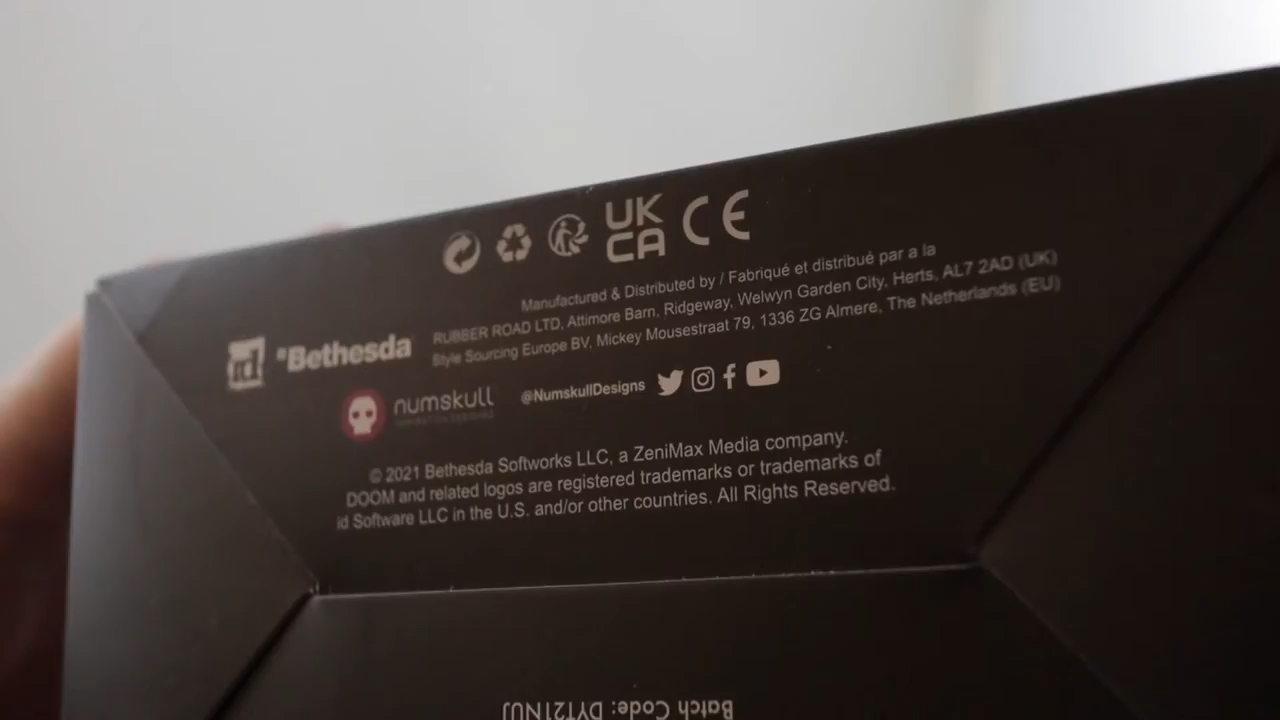 UK
CA CE
Manufactured & Distributed by / Fabriqué et distribué par a la
RUBBER ROAD LTD, Attimore Barn, Ridgeway, Welwyn Garden City, Herts, AL7 2AD (UK)
Style Sourcing Europe BV, Mickey Mousestraat 79, 1336 ZG Almere, The Netherlands (EU)
id Bethesda
numskull
@NumskullDesigns
© 2021 Bethesda Softworks LLC, a ZeniMax Media company.
DOOM and related logos are registered trademarks or trademarks of
id Software LLC in the U.S. and/or other countries. All Rights Reserved.
Batch Code: DY121NUJ